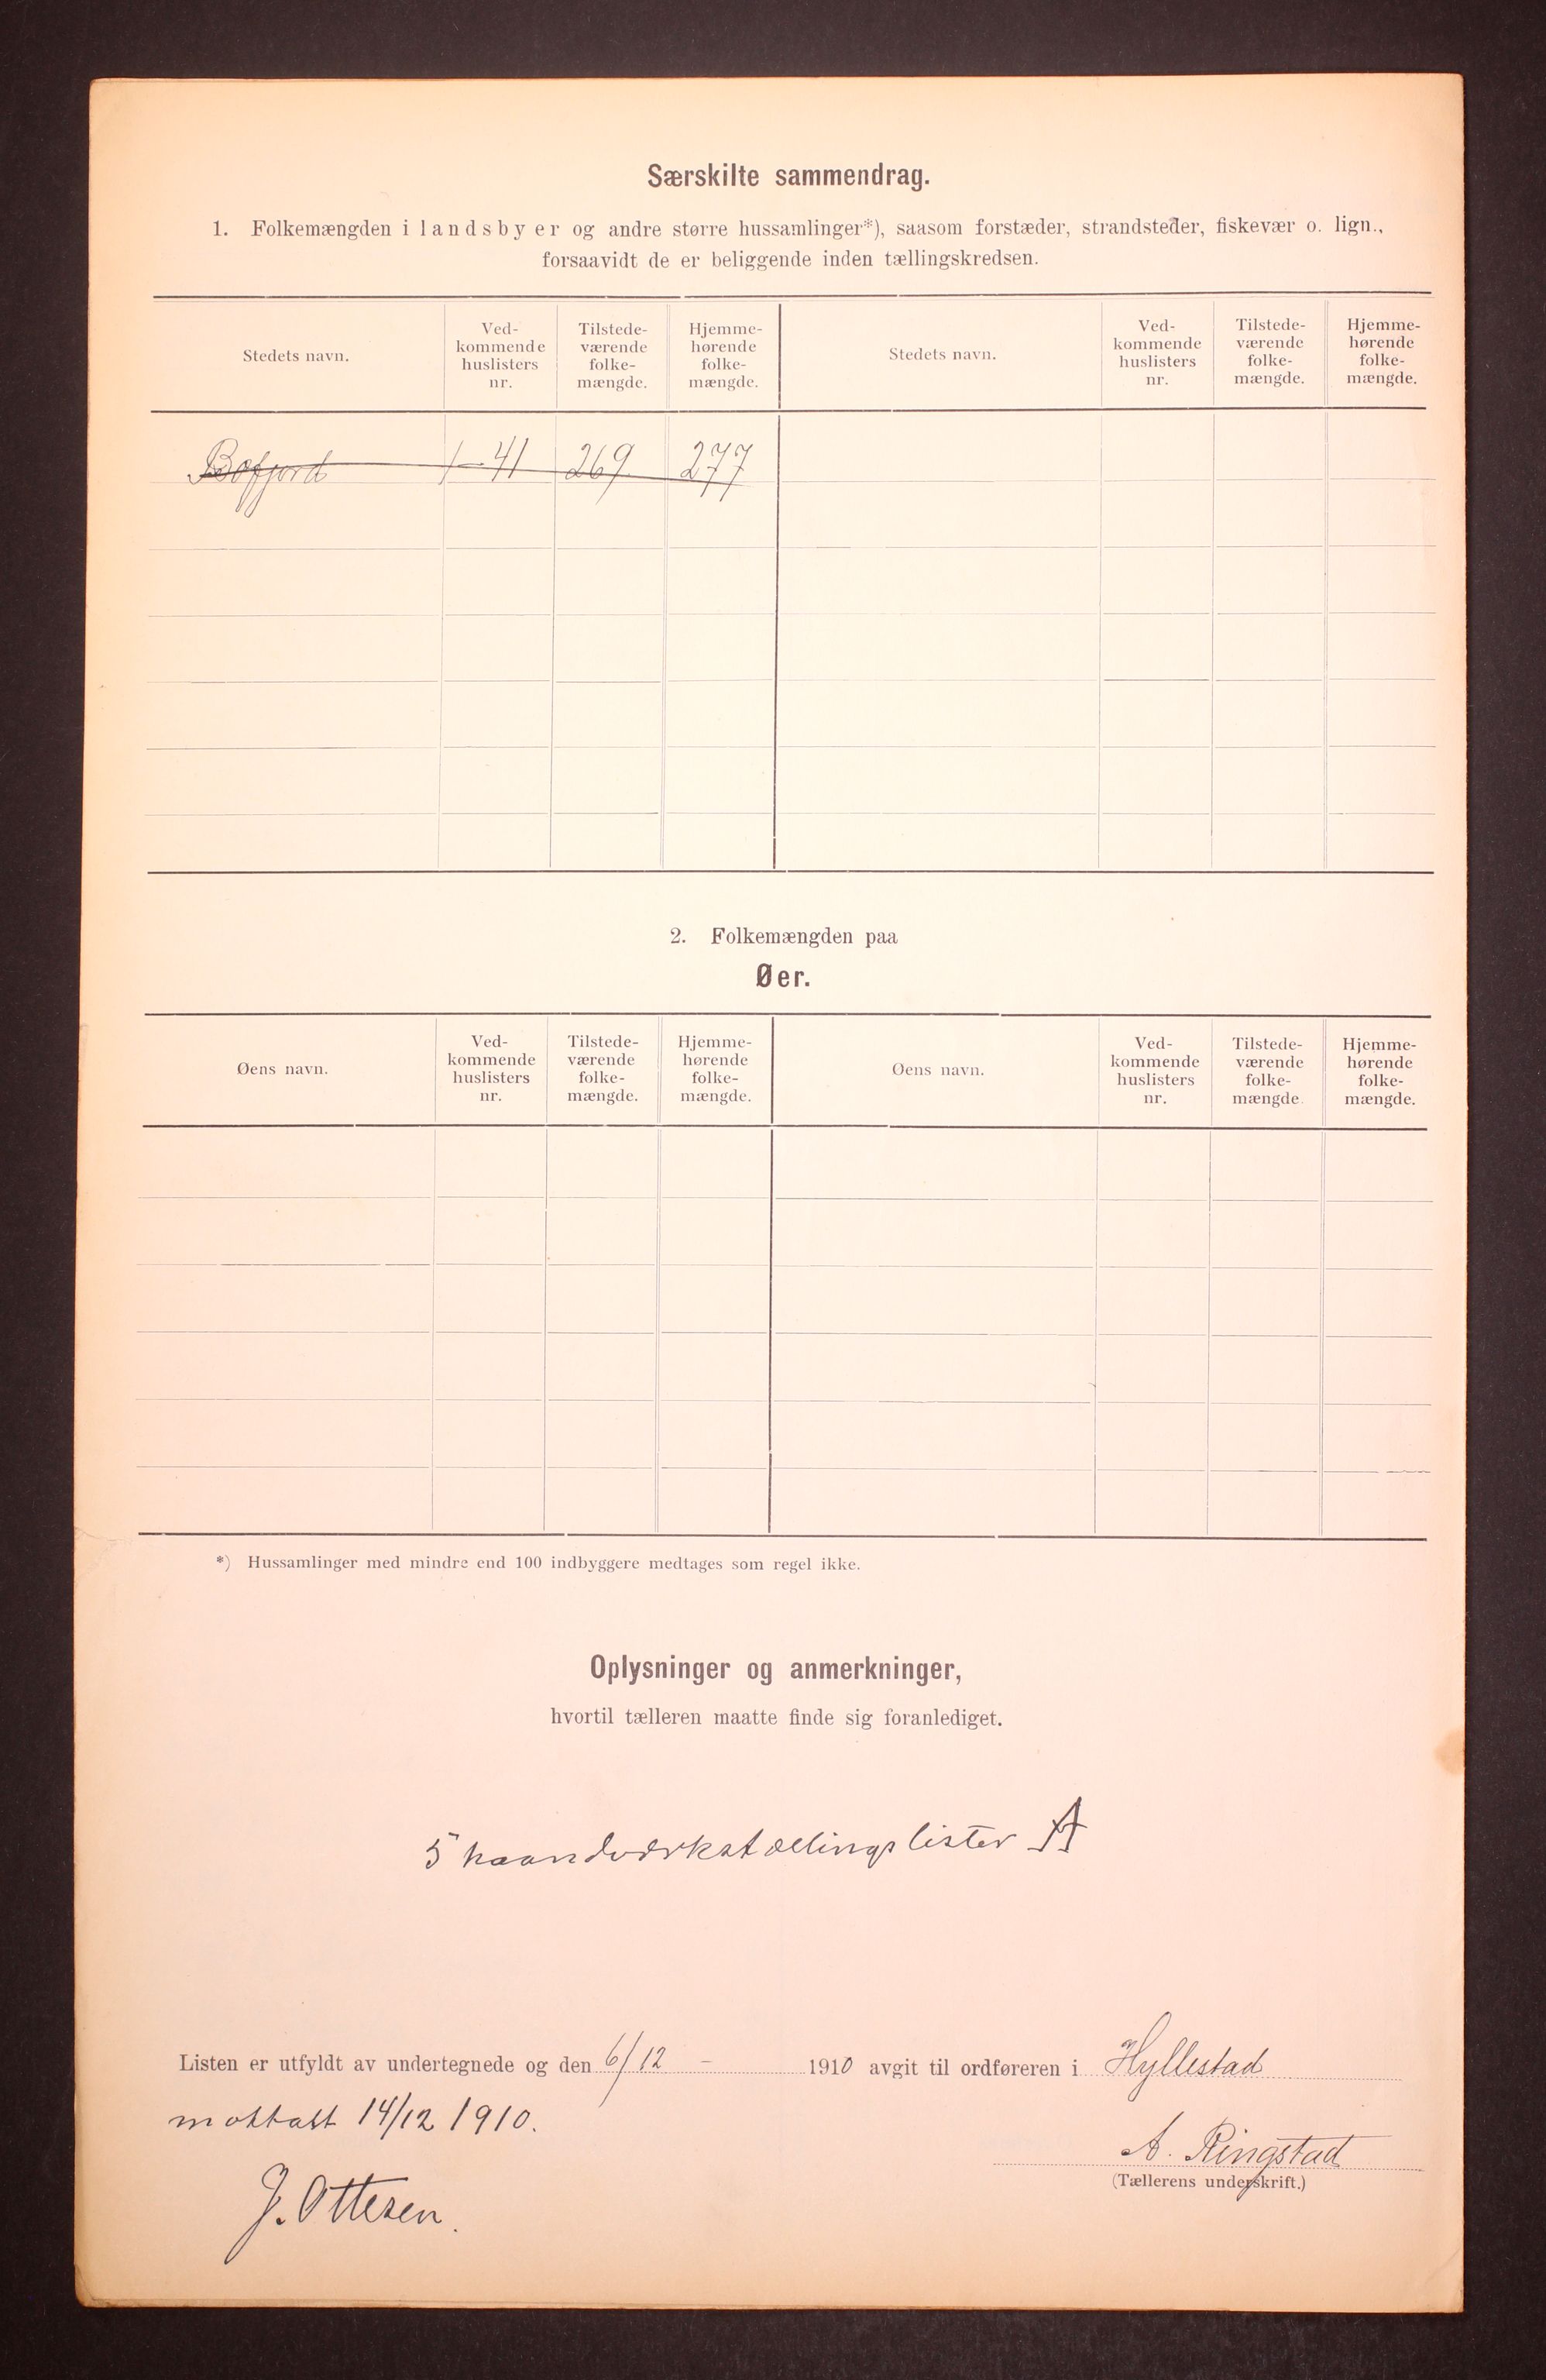 Særskilte sammendrag.
1. Folkemængden i landsbyer og andre større hussamlinger*), saasom forstæder, strandsteder, fiskevær o. lign.,
forsaavidt de er beliggende inden tællingskredsen.
Stedets navn.
Ved-
kommende
huslisters
nr.
Tilstede-
værende
folke-
mængde.
Hjemme-
hørende
folke-
mængde.
Stedets navn.
Ved-
kommende
huslisters
nr.
Tilstede-
værende
folke-
mængde.
Hjemme-
hørende
folke-
mængde.
Bøfjord 1-41 269 277
2. Folkemængden paa
Øer.
Øens navn.
Ved-
kommende
huslisters
nr.
Tilstede-
værende
folke-
mængde.
Hjemme-
hørende
folke-
mængde.
Øens navn.
Ved-
kommende
huslisters
nr.
Tilstede-
værende
folke-
mængde
Hjemme-
hørende
folke-
mængde.
*) Hussamlinger med mindre end 100 indbyggere medtages som regel ikke.
Oplysninger og anmerkninger,
hvortil tælleren maatte finde sig foranlediget.
5 haandværkstællingslister A
Listen er utfyldt av undertegnede og den 6/12 - 1910 avgit til ordføreren i Hyllestad
mottatt 14/12 1910.
A. Ringstad
(Tællerens underskrift.)
J. Ottesen.